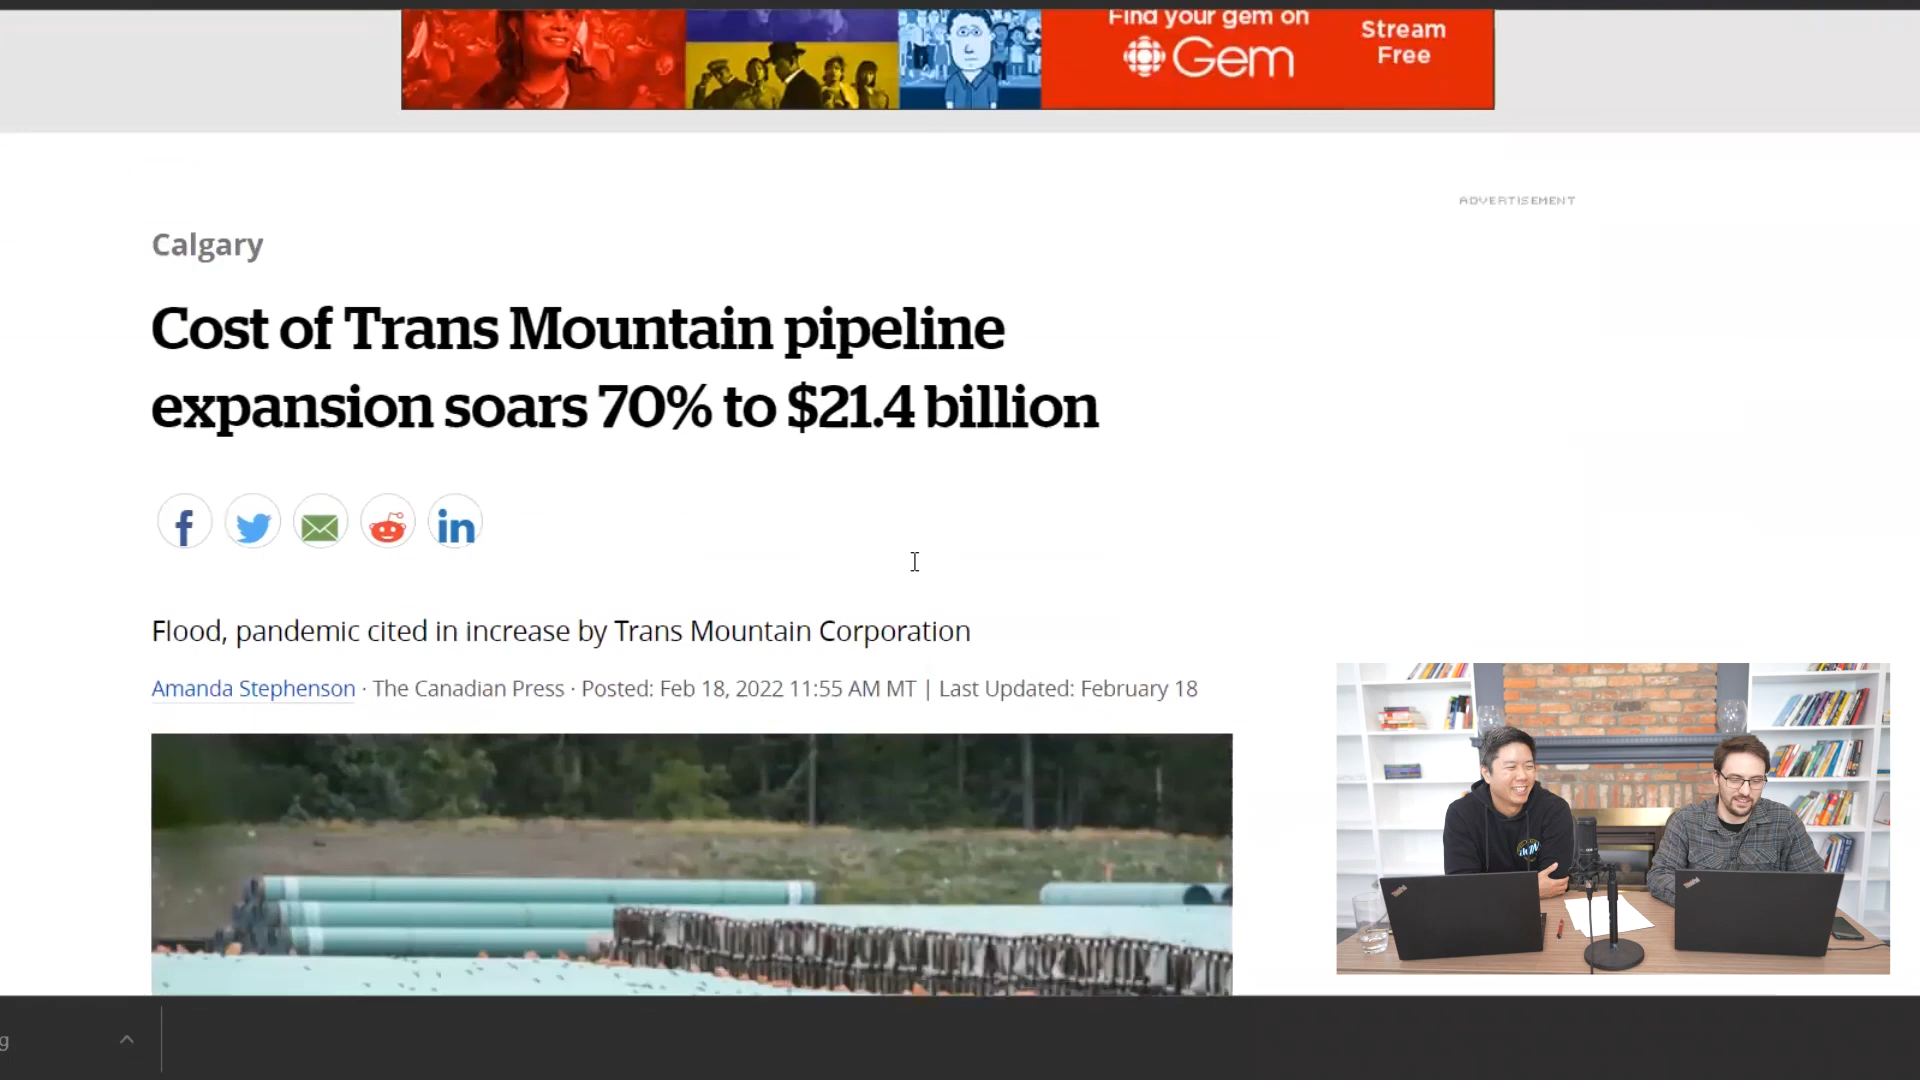 Find your gem on
Gem
Stream
Free
ADVERTISEMENT
Calgary
Cost of Trans Mountain pipeline
expansion soars 70% to $21.4 billion
Flood, pandemic cited in increase by Trans Mountain Corporation
Amanda Stephenson · The Canadian Press · Posted: Feb 18, 2022 11:55 AM MT | Last Updated: February 18
ThinkPad
ThinkPad
g